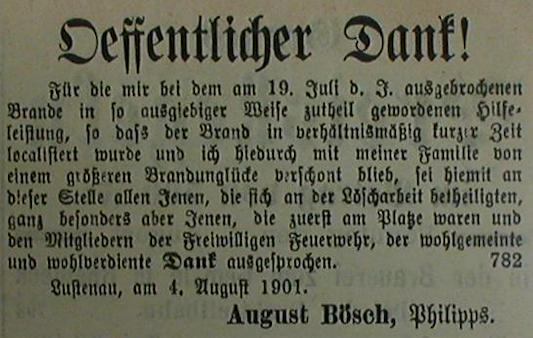 Oeffentlicher Dank!
Für die mir bei dem am 19. Juli d. J. ausgebrochenen
Brande in so ausgiebiger Weise zutheil gewordenen Hilfe-
leistung, so dass der Brand in verhältnismäßig kurzer Zeit
localisiert wurde und ich hiedurch mit meiner Familie von
einem größeren Brandunglücke verschont blieb, sei hiemit an
dieser Stelle allen Jenen, die sich an der Löscharbeit betheiligten,
ganz besonders aber Jenen, die zuerst am Platze waren und
den Mitgliedern der Freiwilligen Feuerwehr, der wohlgemeinte
und wohlverdiente Dank ausgesprochen. 782
Lustenau, am 4. August 1901.
August Bösch, Philipps.